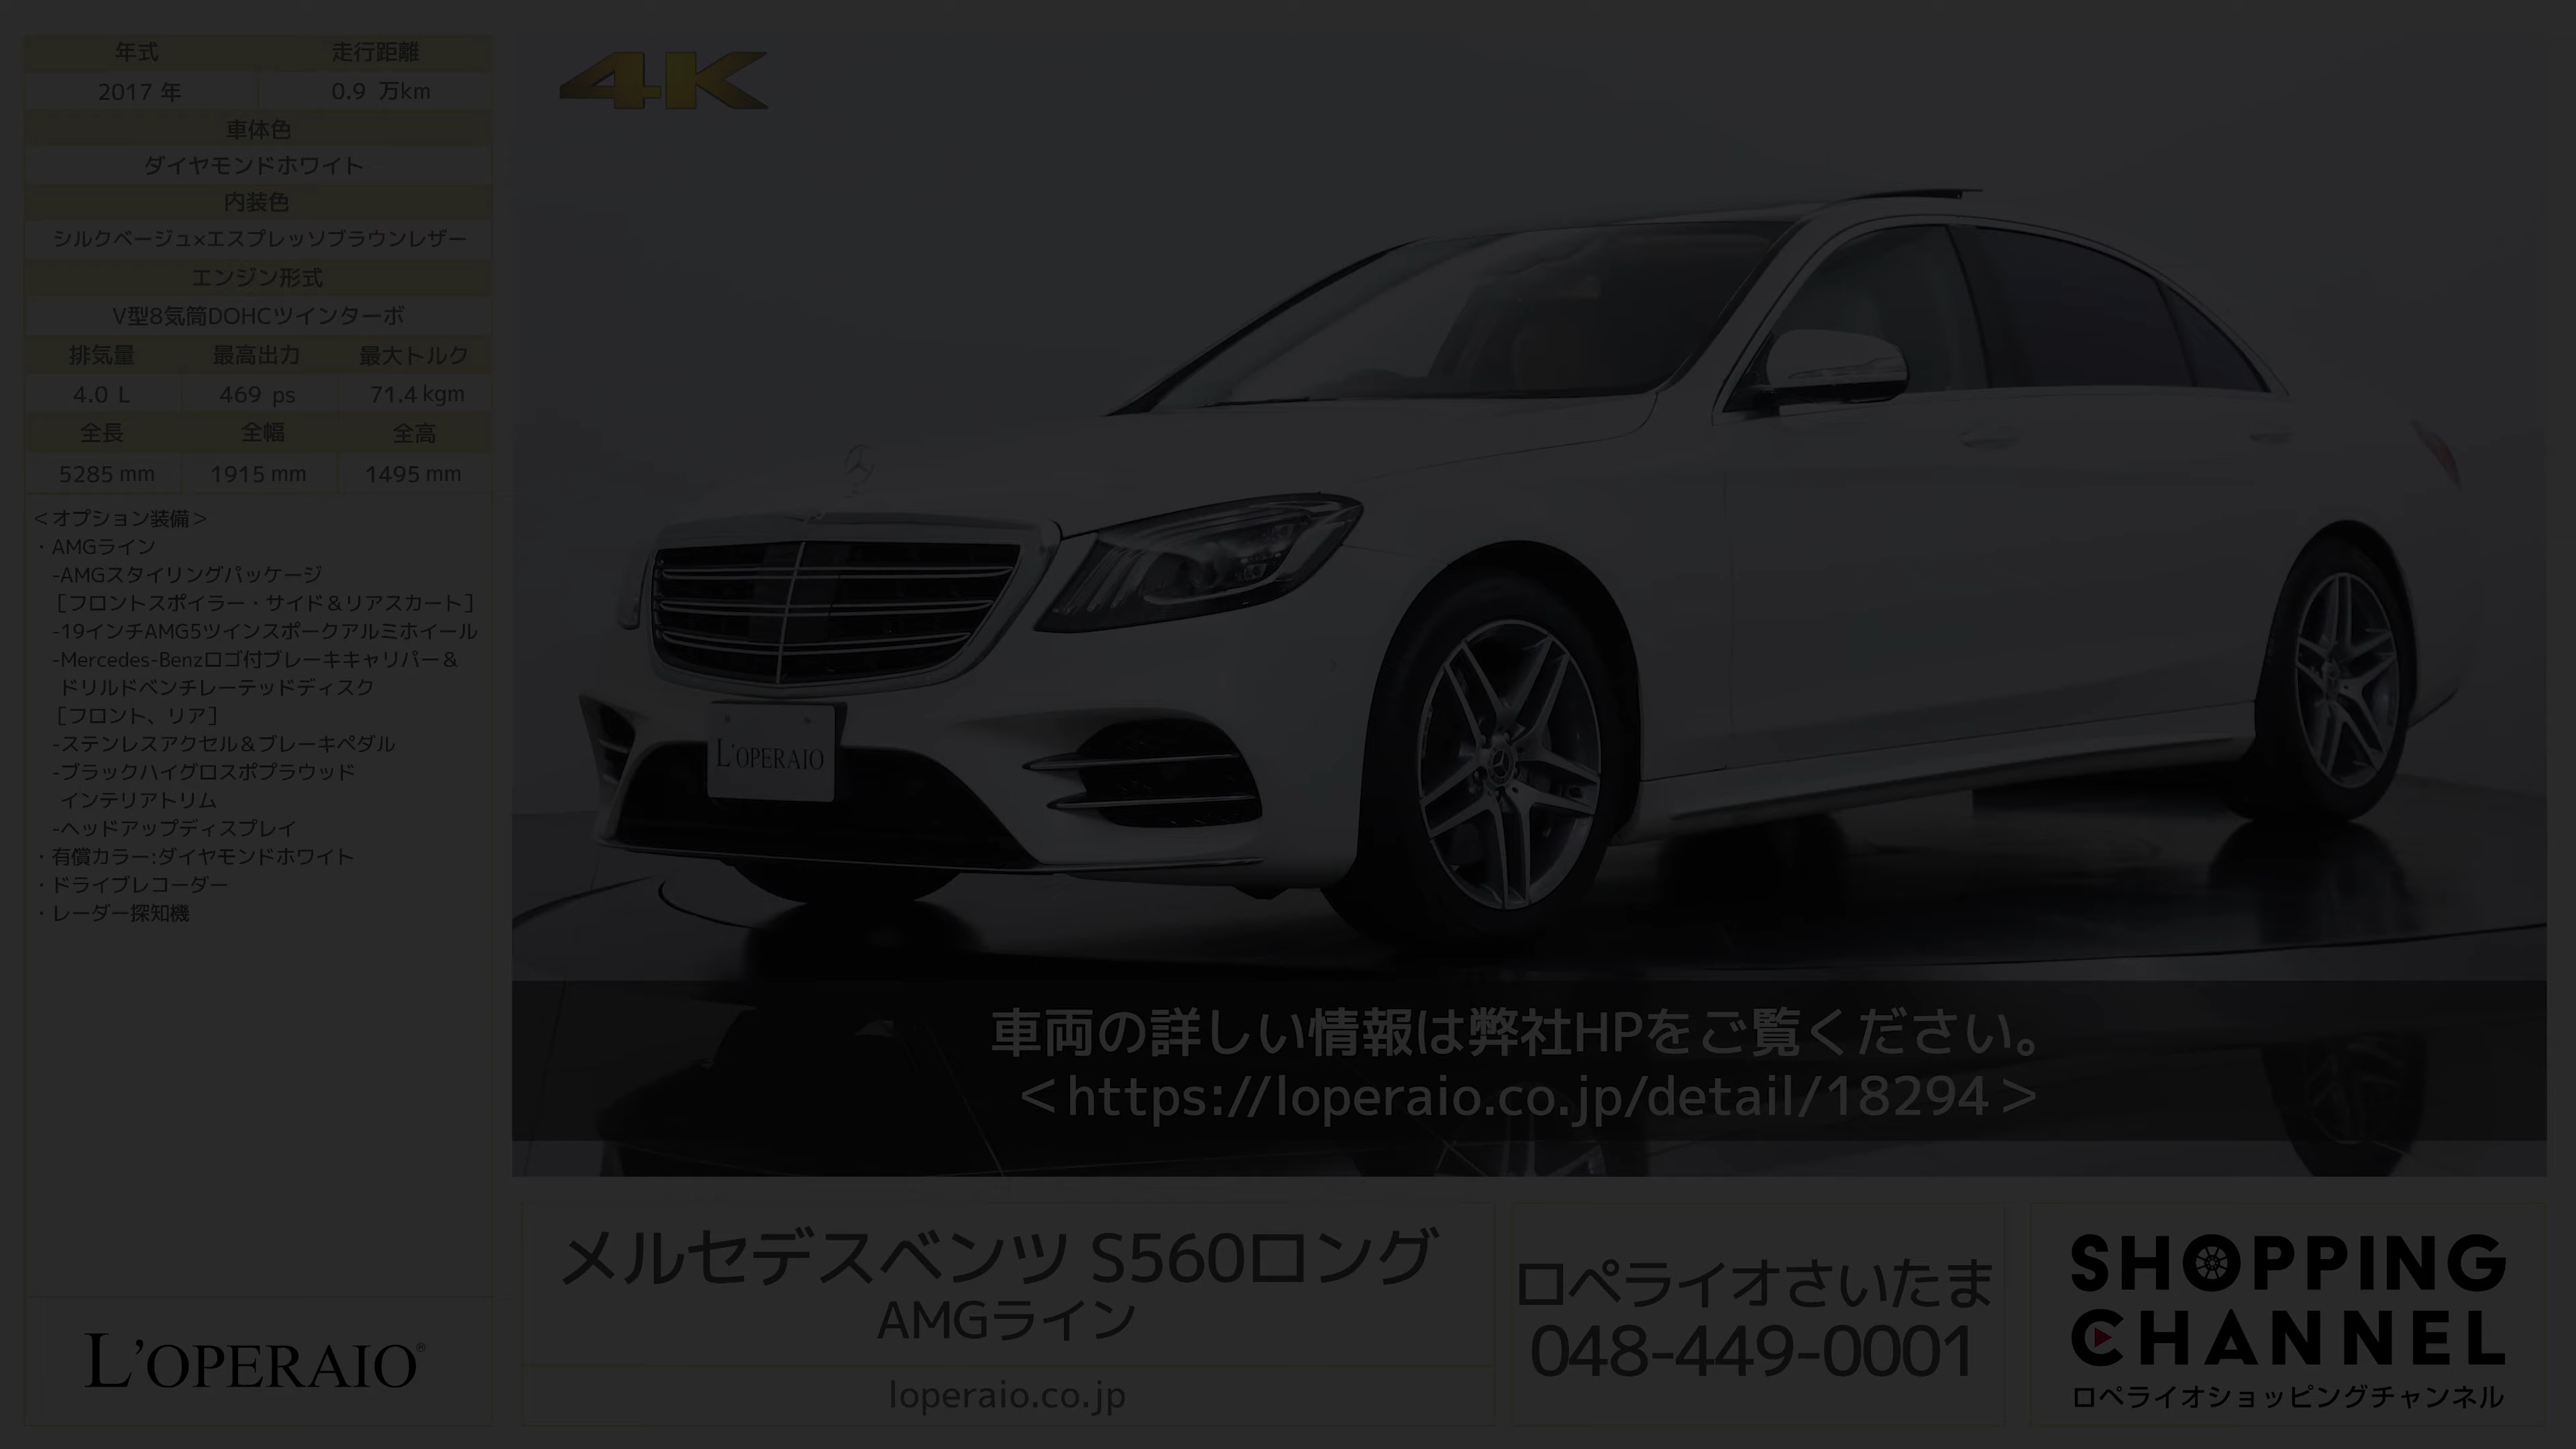 年式 走行距離
2017 年 0.9 万km
車体色
ダイヤモンドホワイト
内装色
シルクベージュ×エスプレッソブラウンレザー
エンジン形式
V型8気筒DOHCツインターボ
排気量 最高出力 最大トルク
4.0 L 469 ps 71.4 kgm
全長 全幅 全高
5285 mm 1915 mm 1495 mm
＜オプション装備＞
・AMGライン
-AMGスタイリングパッケージ
［フロントスポイラー・サイド＆リアスカート］
-19インチAMG5ツインスポークアルミホイール
-Mercedes-Benzロゴ付ブレーキキャリパー＆
ドリルドベンチレーテッドディスク
［フロント、リア］
-ステンレスアクセル＆ブレーキペダル
-ブラックハイグロスポプラウッド
インテリアトリム
-ヘッドアップディスプレイ
・有償カラー:ダイヤモンドホワイト
・ドライブレコーダー
・レーダー探知機
L'OPERAIO®
4K
L'OPERAIO
車両の詳しい情報は弊社HPをご覧ください。
＜https://loperaio.co.jp/detail/18294＞
メルセデスベンツ S560ロング
AMGライン
loperaio.co.jp
ロペライオさいたま
048-449-0001
SHOPPING
CHANNEL
ロペライオショッピングチャンネル